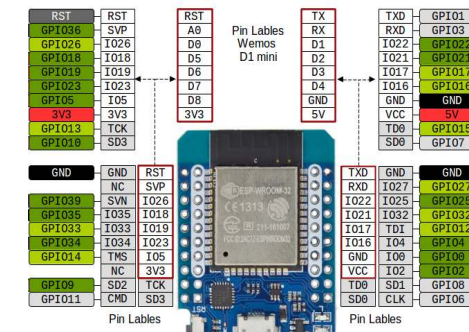 RST RST RST TX TXD GPIO1
GPIO36 SVP A0 Pin Lables RX RXD GPIO3
GPIO26 IO26 D0 Wemos D1 IO22 GPIO22
GPIO18 IO18 D5 D1 mini D2 IO21 GPIO21
GPIO19 IO19 D6 D3 IO17 GPIO17
GPIO23 IO23 D7 D4 IO16 GPIO16
GPIO5 IO5 D8 GND GND GND
3V3 3V3 3V3 5V VCC 5V
GPIO13 TCK TD0 GPIO15
GPIO10 SD3 SD0 GPIO7
GND GND RST TXD GND GND
NC SVP RXD IO27 GPIO27
GPIO39 SVN IO26 ESP-WROOM-32 IO22 IO25 GPIO25
GPIO35 IO35 IO18 CE1313 IO21 IO32 GPIO32
GPIO33 IO33 IO19 IO17 TDI GPIO12
GPIO34 IO34 IO23 IO16 IO4 GPIO4
GPIO14 TMS IO5 GND IO0 GPIO0
NC 3V3 VCC IO2 GPIO2
GPIO9 SD2 TCK TD0 SD1 GPIO8
GPIO11 CMD SD3 RST SD0 CLK GPIO6
Pin Lables Pin Lables